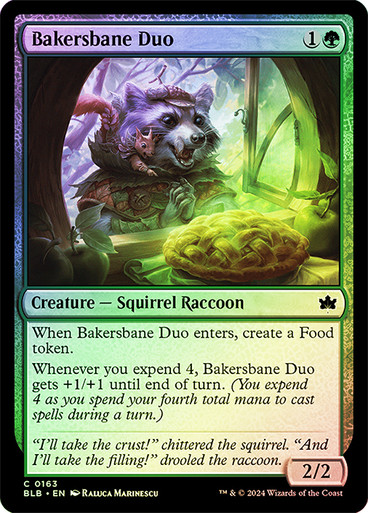 Bakersbane Duo 1
Creature — Squirrel Raccoon
When Bakersbane Duo enters, create a Food
token.
Whenever you expend 4, Bakersbane Duo
gets +1/+1 until end of turn. (You expend
4 as you spend your fourth total mana to cast
spells during a turn.)
“I’ll take the crust!” chittered the squirrel. “And
I’ll take the filling!” drooled the raccoon.
2/2
C 0163
BLB • EN Raluca Marinescu
™ & © 2024 Wizards of the Coast